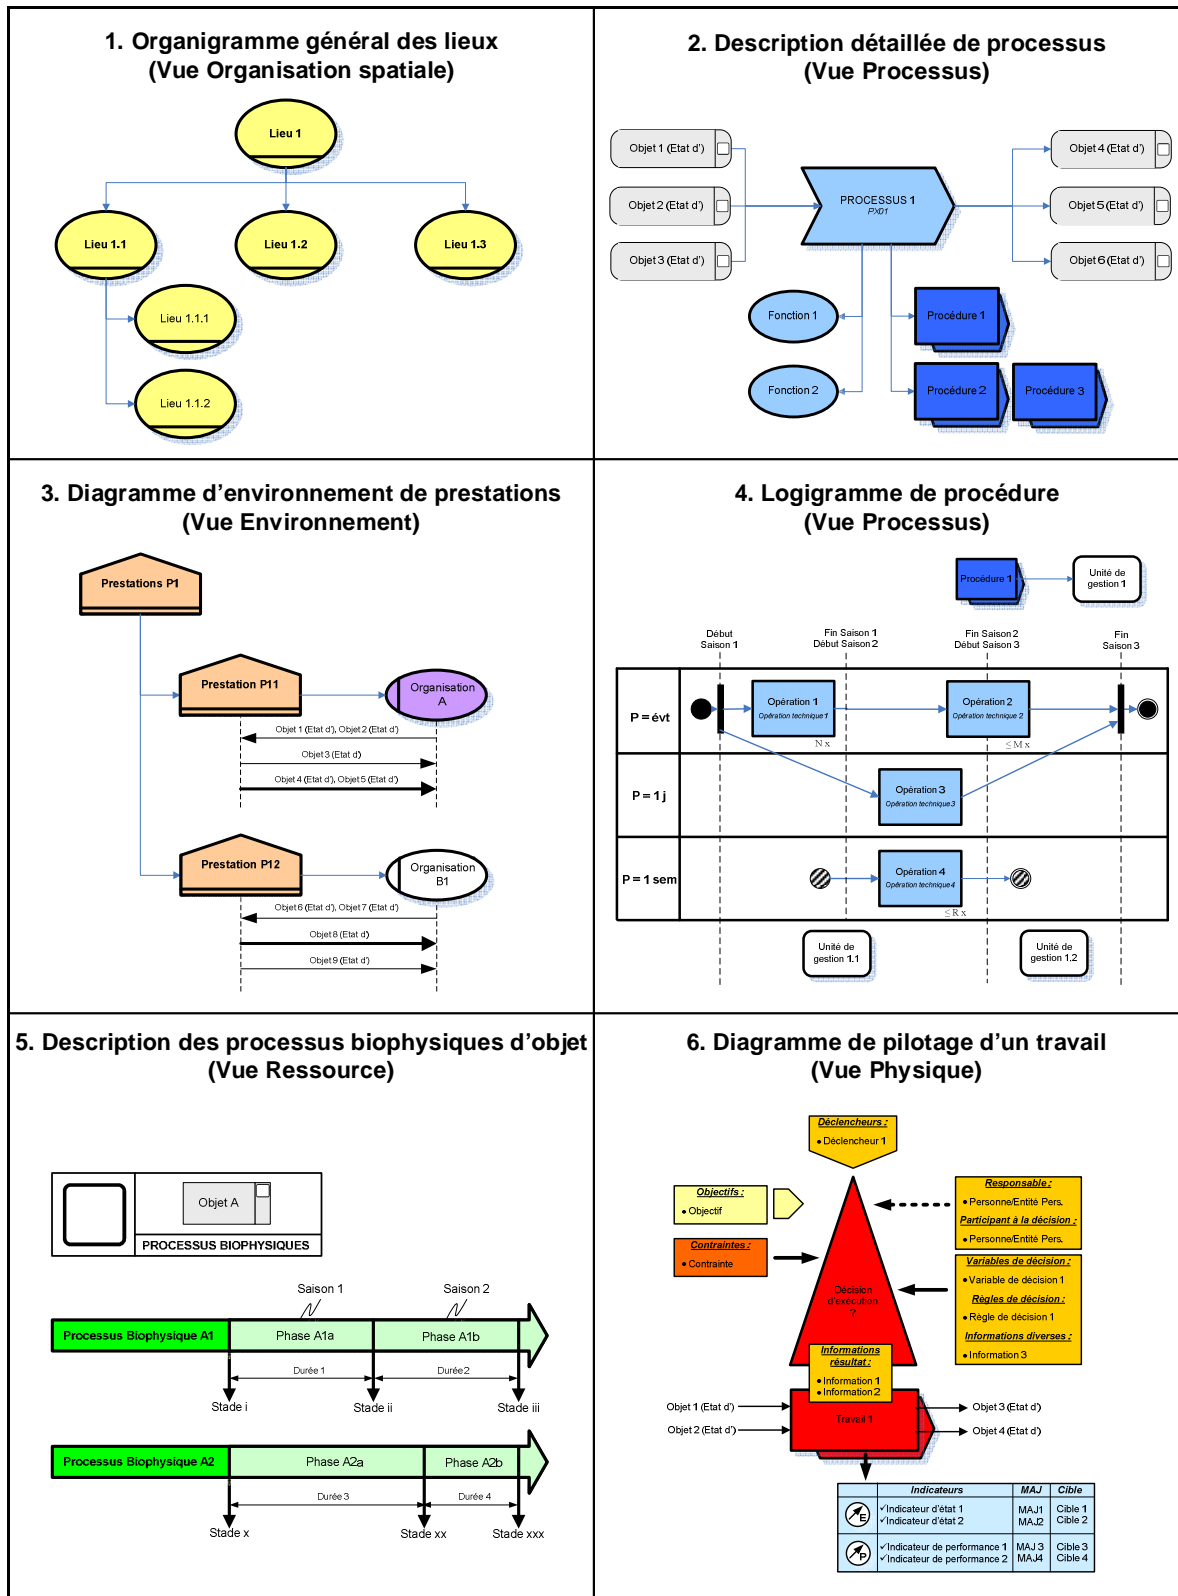 1. Organigramme général des lieux
(Vue Organisation spatiale)
Lieu 1
Lieu 1.1
Lieu 1.2
Lieu 1.3
Lieu 1.1.1
Lieu 1.1.2
2. Description détaillée de processus
(Vue Processus)
Objet 1 (Etat d')
Objet 2 (Etat d')
Objet 3 (Etat d')
PROCESSUS 1
PX01
Objet 4 (Etat d')
Objet 5 (Etat d')
Objet 6 (Etat d')
Fonction 1
Fonction 2
Procédure 1
Procédure 2
Procédure 3
3. Diagramme d'environnement de prestations
(Vue Environnement)
Prestations P1
Prestation P11
Organisation
A
Objet 1 (Etat d'), Objet 2 (Etat d')
Objet 3 (Etat d')
Objet 4 (Etat d'), Objet 5 (Etat d')
Prestation P12
Organisation
B1
Objet 6 (Etat d'), Objet 7 (Etat d')
Objet 8 (Etat d')
Objet 9 (Etat d')
4. Logigramme de procédure
(Vue Processus)
Procédure 1
Unité de
gestion 1
Début
Saison 1
Fin Saison 1
Début Saison 2
Fin Saison 2
Début Saison 3
Fin
Saison 3
P = évt
Opération 1
Opération technique 1
N x
Opération 2
Opération technique 2
≤ M x
P = 1 j
Opération 3
Opération technique 3
P = 1 sem
Opération 4
Opération technique 4
≤ R x
Unité de
gestion 1.1
Unité de
gestion 1.2
5. Description des processus biophysiques d'objet
(Vue Ressource)
Objet A
PROCESSUS BIOPHYSIQUES
Saison 1
Saison 2
Processus Biophysique A1
Phase A1a
Phase A1b
Durée 1
Durée 2
Stade i
Stade ii
Stade iii
Processus Biophysique A2
Phase A2a
Phase A2b
Durée 3
Durée 4
Stade x
Stade xx
Stade xxx
6. Diagramme de pilotage d'un travail
(Vue Physique)
Déclencheurs :
• Déclencheur 1
Objectifs :
• Objectif
Contraintes :
• Contrainte
Responsable :
• Personne/Entité Pers.
Participant à la décision :
• Personne/Entité Pers.
Variables de décision :
• Variable de décision 1
Règles de décision :
• Règle de décision 1
Informations diverses :
• Information 3
Décision
d'exécution
?
Informations
résultat :
• Information 1
• Information 2
Objet 1 (Etat d')
Objet 2 (Etat d')
Travail 1
Objet 3 (Etat d')
Objet 4 (Etat d')
Indicateurs
MAJ
Cible
E
✓Indicateur d'état 1
MAJ1
Cible 1
✓Indicateur d'état 2
MAJ2
Cible 2
P
✓Indicateur de performance 1
MAJ 3
Cible 3
✓Indicateur de performance 2
MAJ4
Cible 4